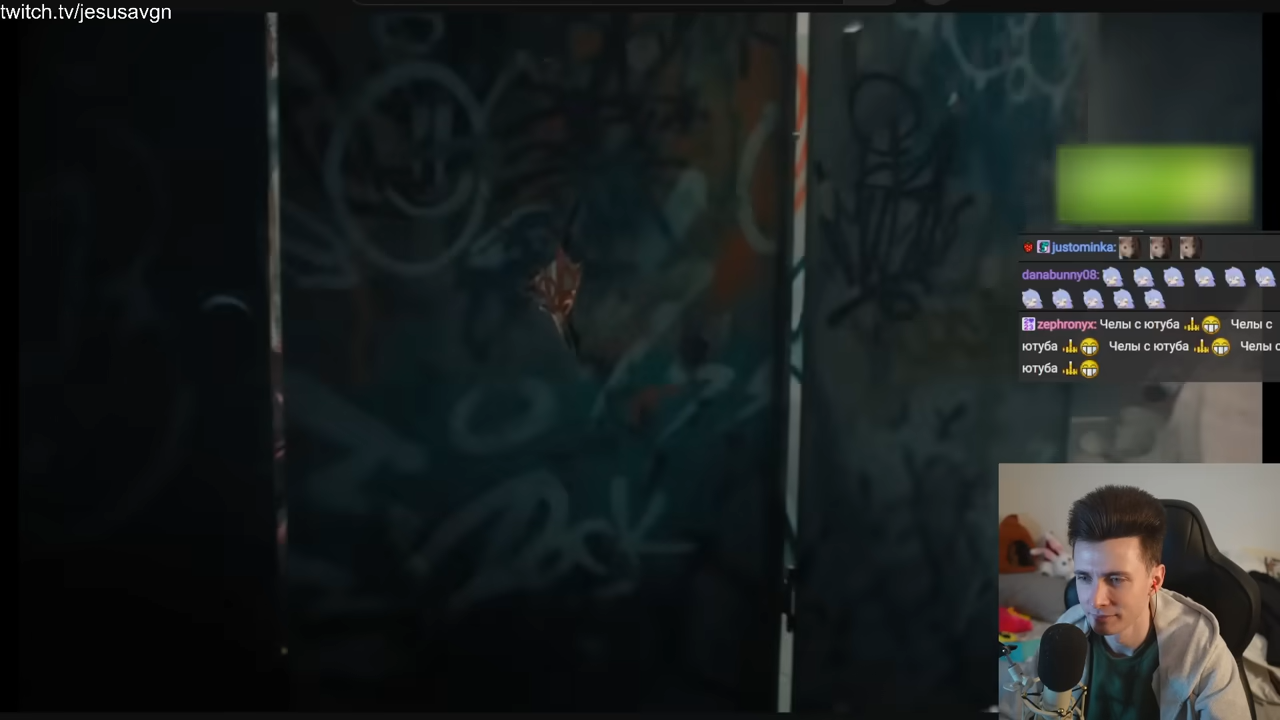 twitch.tv/jesusavgn
justominka:
danabunny08:
zephronyx: Челы с ютуба Челы с
ютуба Челы с ютуба Челы с
ютуба